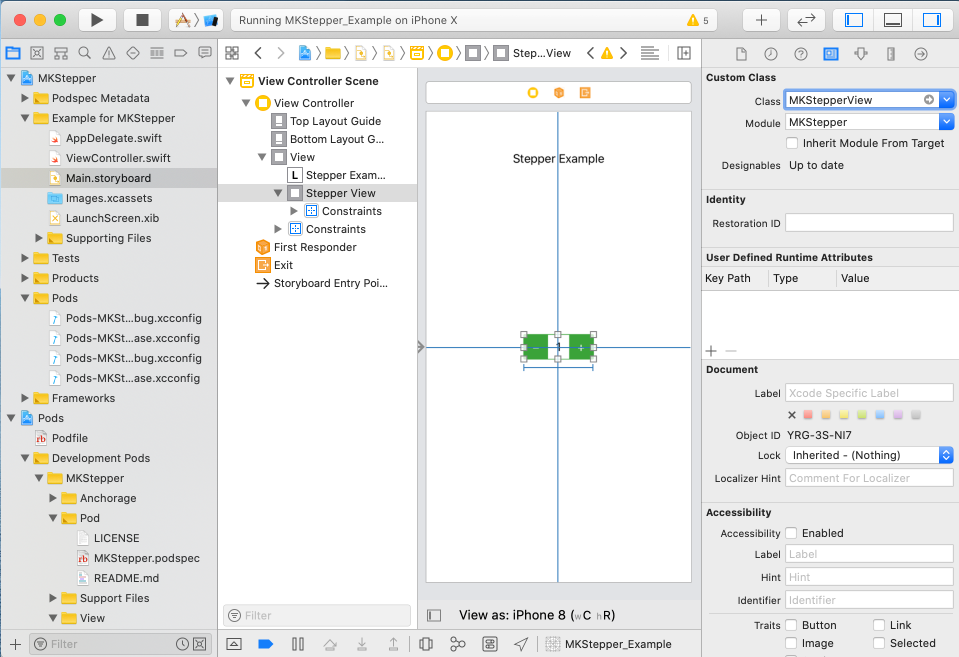 Running MKStepper_Example on iPhone X
5
Step...View
MKStepper
Podspec Metadata
Example for MKStepper
AppDelegate.swift
ViewController.swift
Main.storyboard
Images.xcassets
LaunchScreen.xib
Supporting Files
Tests
Products
Pods
Pods-MKSt...bug.xcconfig
Pods-MKSt...ase.xcconfig
Pods-MKSt...bug.xcconfig
Pods-MKSt...ase.xcconfig
Frameworks
Pods
Podfile
Development Pods
MKStepper
Anchorage
Pod
LICENSE
MKStepper.podspec
README.md
Support Files
View
Filter
View Controller Scene
View Controller
Top Layout Guide
Bottom Layout G...
View
L Stepper Exam...
Stepper View
Constraints
Constraints
First Responder
Exit
Storyboard Entry Poi...
Filter
Stepper Example
- 1 +
View as: iPhone 8 (wC hR)
MKStepper_Example
Custom Class
Class MKStepperView
Module MKStepper
Inherit Module From Target
Designables Up to date
Identity
Restoration ID
User Defined Runtime Attributes
Key Path Type Value
Document
Label Xcode Specific Label
Object ID YRG-3S-NI7
Lock Inherited - (Nothing)
Localizer Hint Comment For Localizer
Accessibility
Accessibility Enabled
Label Label
Hint Hint
Identifier Identifier
Traits Button Link
Image Selected